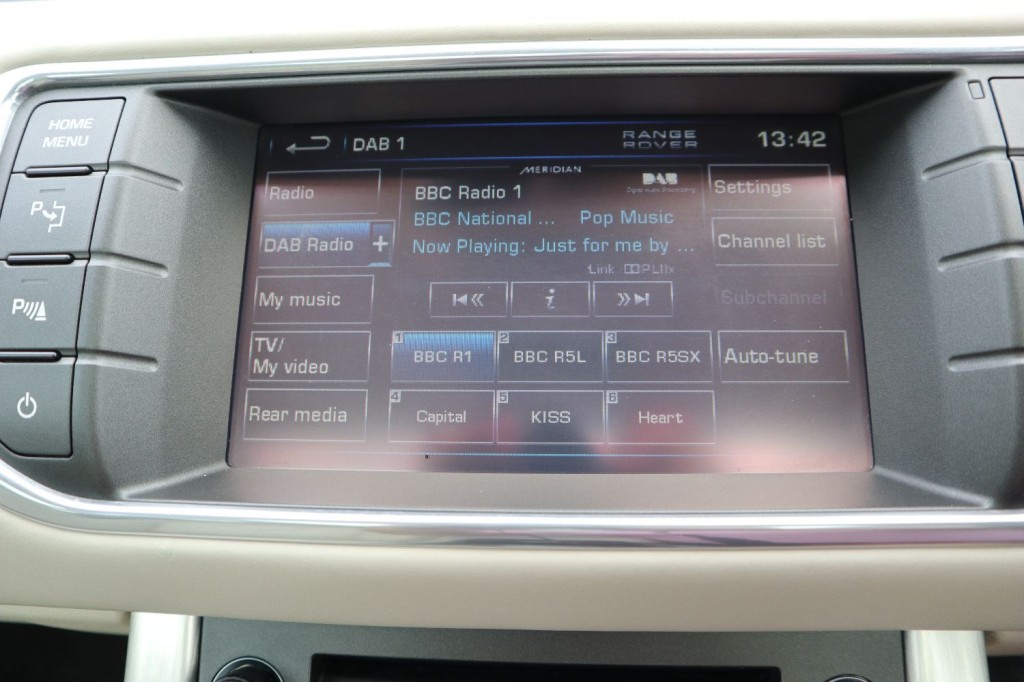 HOME
MENU
P
P
DAB 1
RANGE
ROVER
13:42
MERIDIAN
DAB
Radio
DAB Radio +
My music
TV/
My video
Rear media
BBC Radio 1
BBC National ... Pop Music
Now Playing: Just for me by ...
Link PLIIx
i
1 BBC R1
2 BBC R5L
3 BBC R5SX
4 Capital
5 KISS
6 Heart
Settings
Channel list
Subchannel
Auto-tune